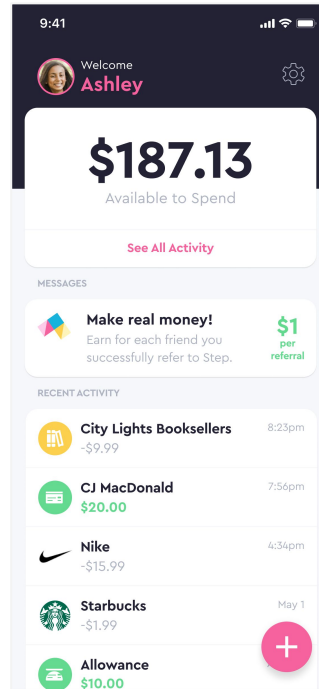 9:41
Welcome
Ashley
$187.13
Available to Spend
See All Activity
MESSAGES
Make real money!
Earn for each friend you
successfully refer to Step.
$1
per
referral
RECENT ACTIVITY
City Lights Booksellers
8:23pm
-$9.99
CJ MacDonald
7:56pm
$20.00
Nike
4:34pm
-$15.99
Starbucks
May 1
-$1.99
Allowance
$10.00